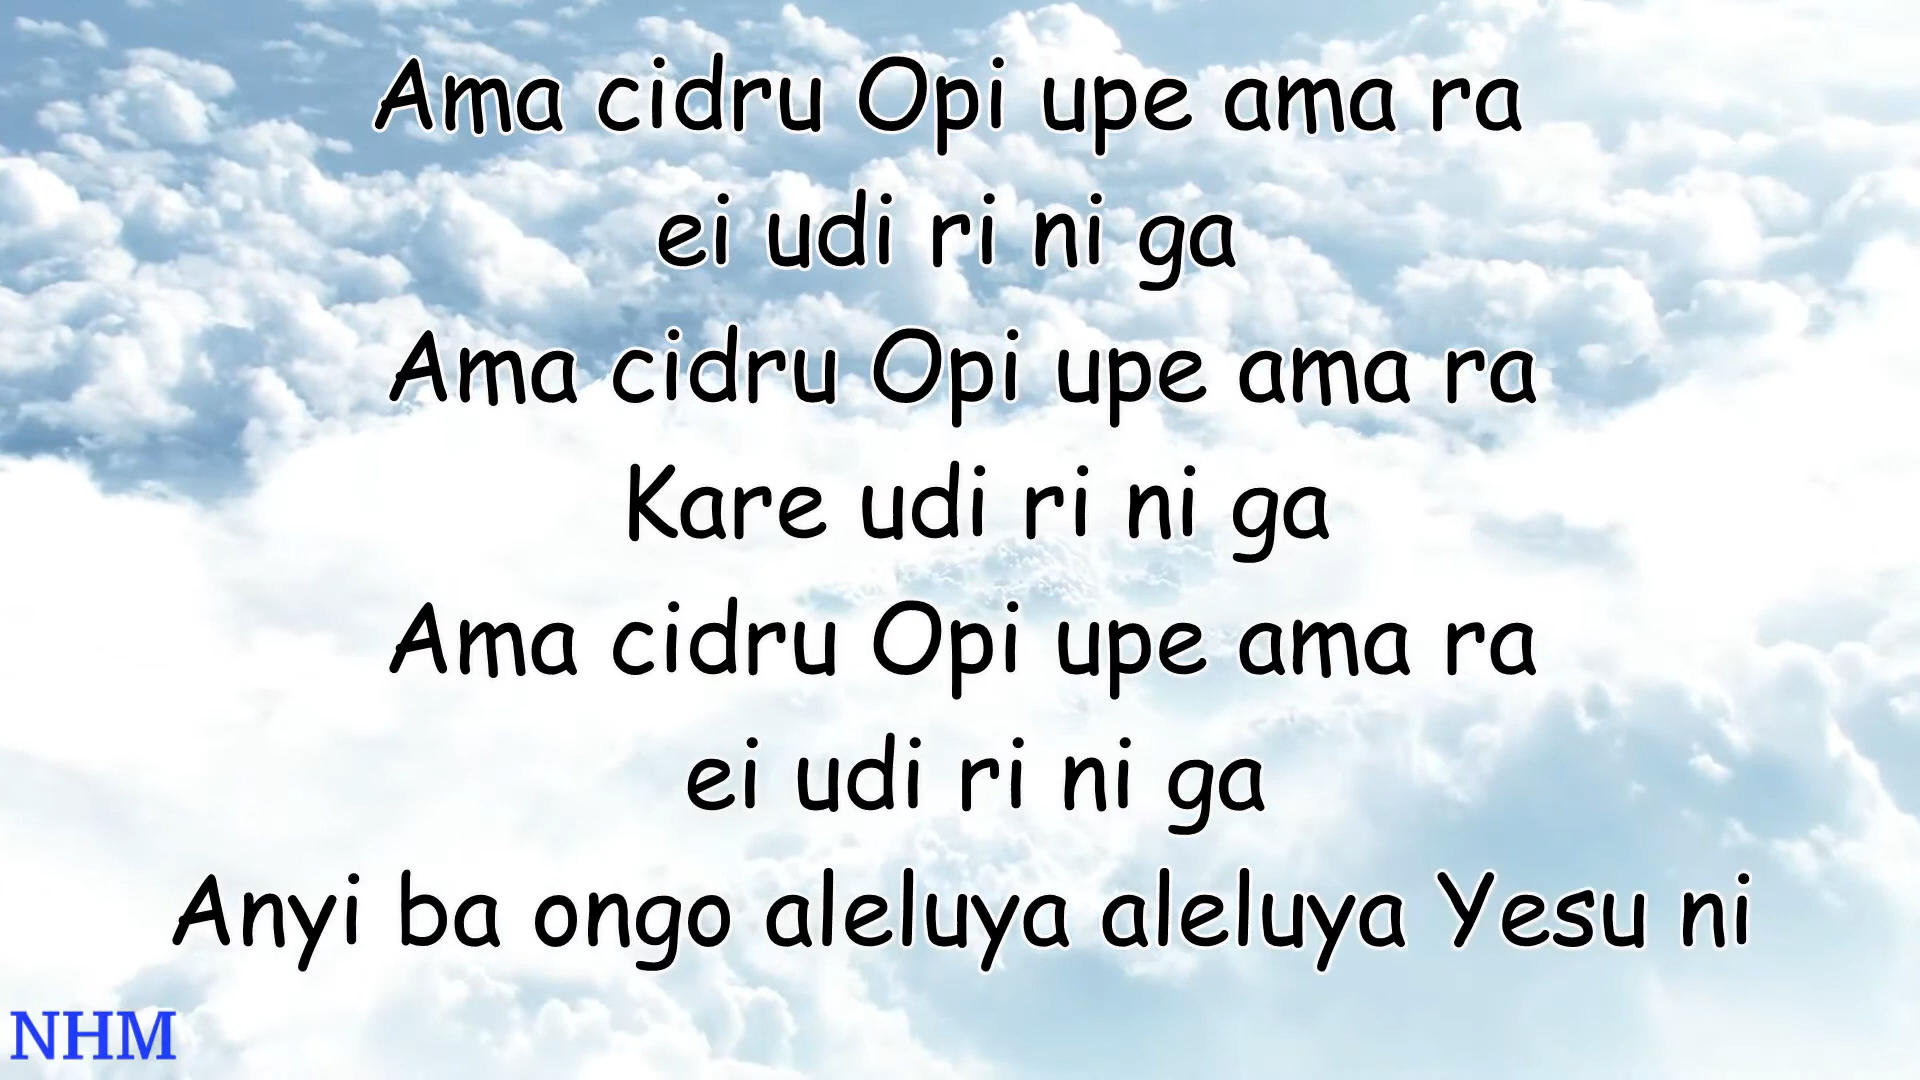 Ama cidru Opi upe ama ra
ei udi ri ni ga
Ama cidru Opi upe ama ra
Kare udi ri ni ga
Ama cidru Opi upe ama ra
ei udi ri ni ga
Anyi ba ongo aleluya aleluya Yesu ni
NHM